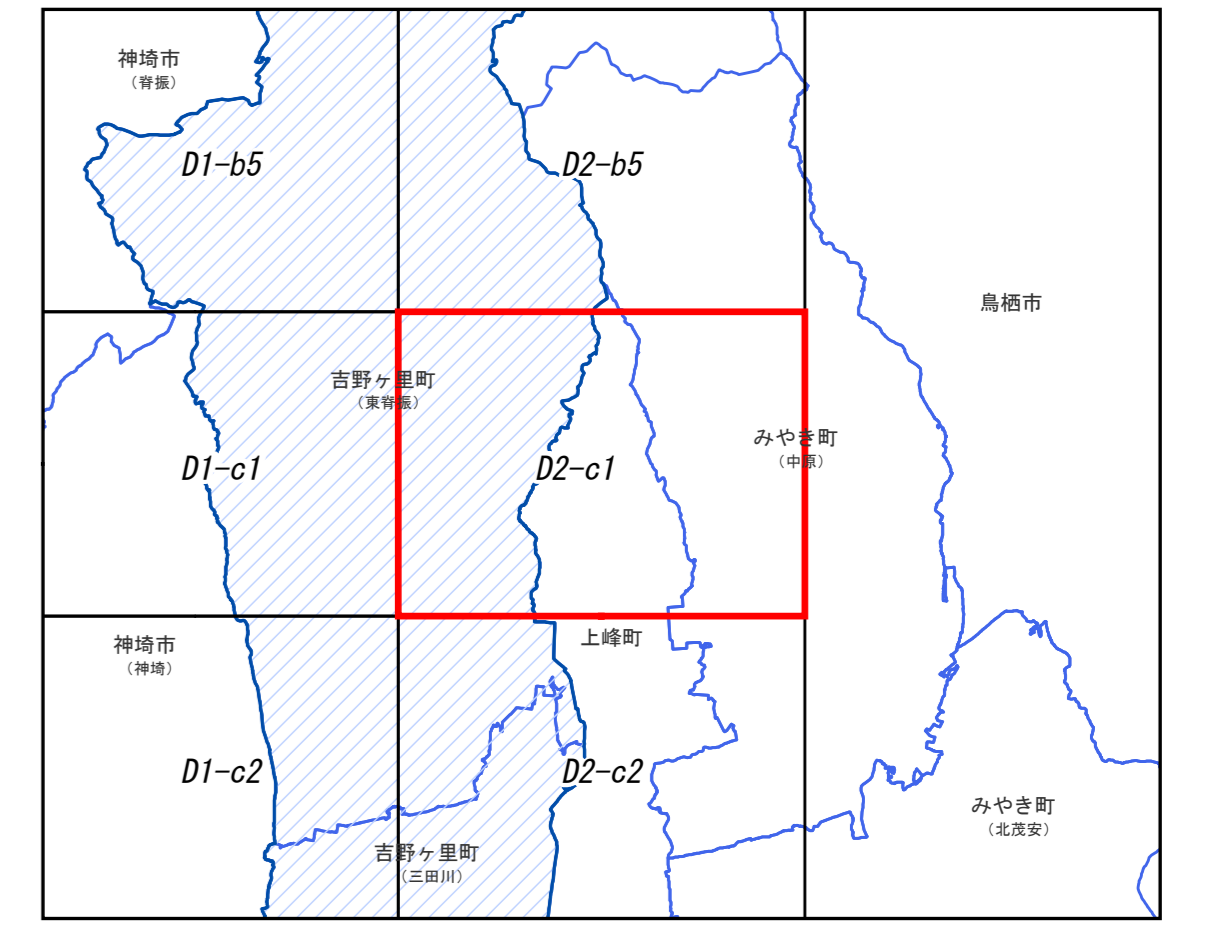 神埼市
（脊振）
D1-b5
D2-b5
鳥栖市
吉野ヶ里町
（東脊振）
みやき町
（中原）
D1-c1
D2-c1
神埼市
（神埼）
上峰町
D1-c2
D2-c2
みやき町
（北茂安）
吉野ヶ里町
（三田川）